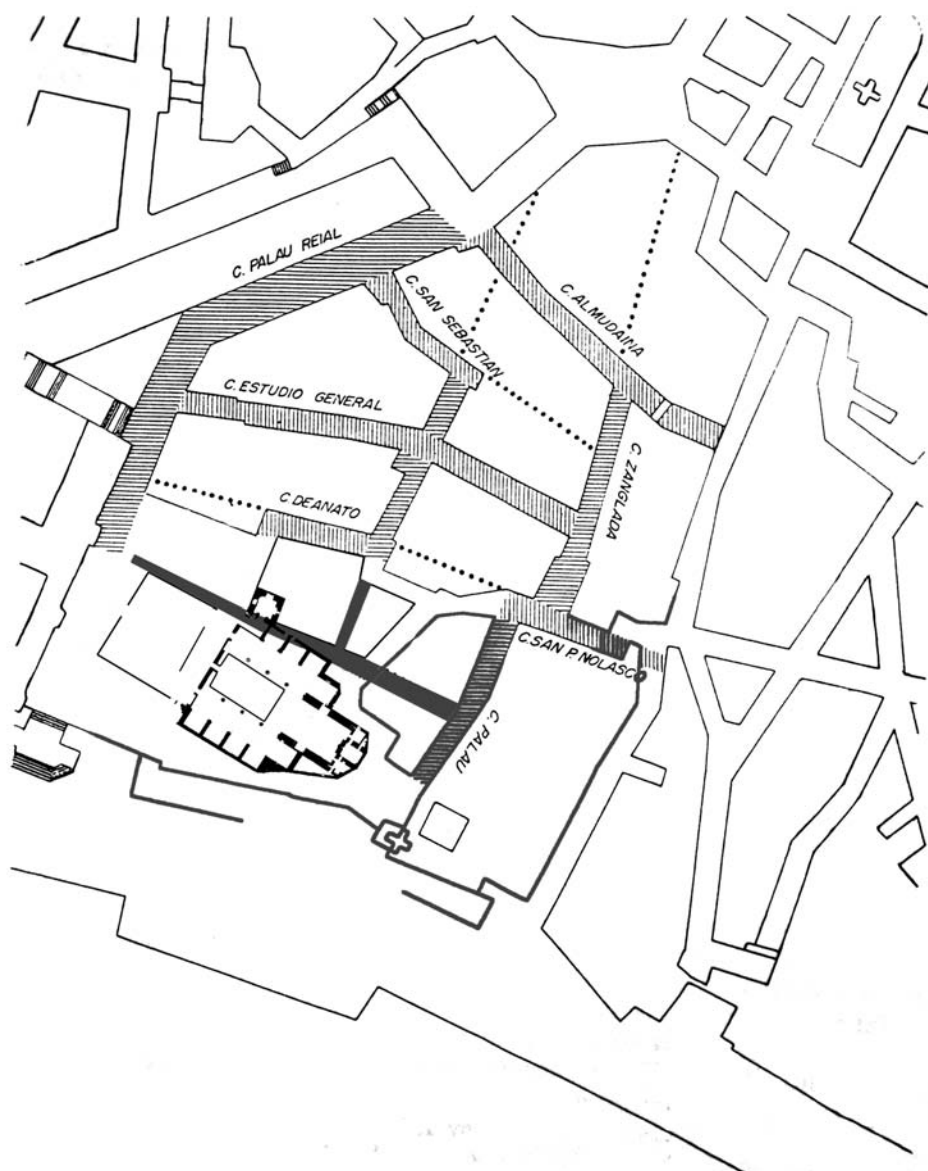 C. PALAU REIAL
C. SAN SEBASTIAN
C. ALMUDAINA
C. ESTUDIO GENERAL
C. ZANGLADA
C. DEANATO
C. SAN P. NOLASCO
C. PALAU